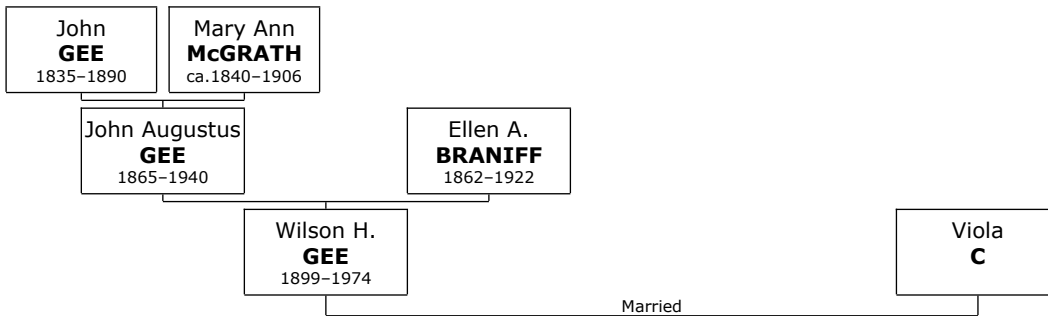 John
GEE
1835–1890
Mary Ann
McGRATH
ca.1840–1906
John Augustus
GEE
1865–1940
Ellen A.
BRANIFF
1862–1922
Wilson H.
GEE
1899–1974
Viola
C
Married